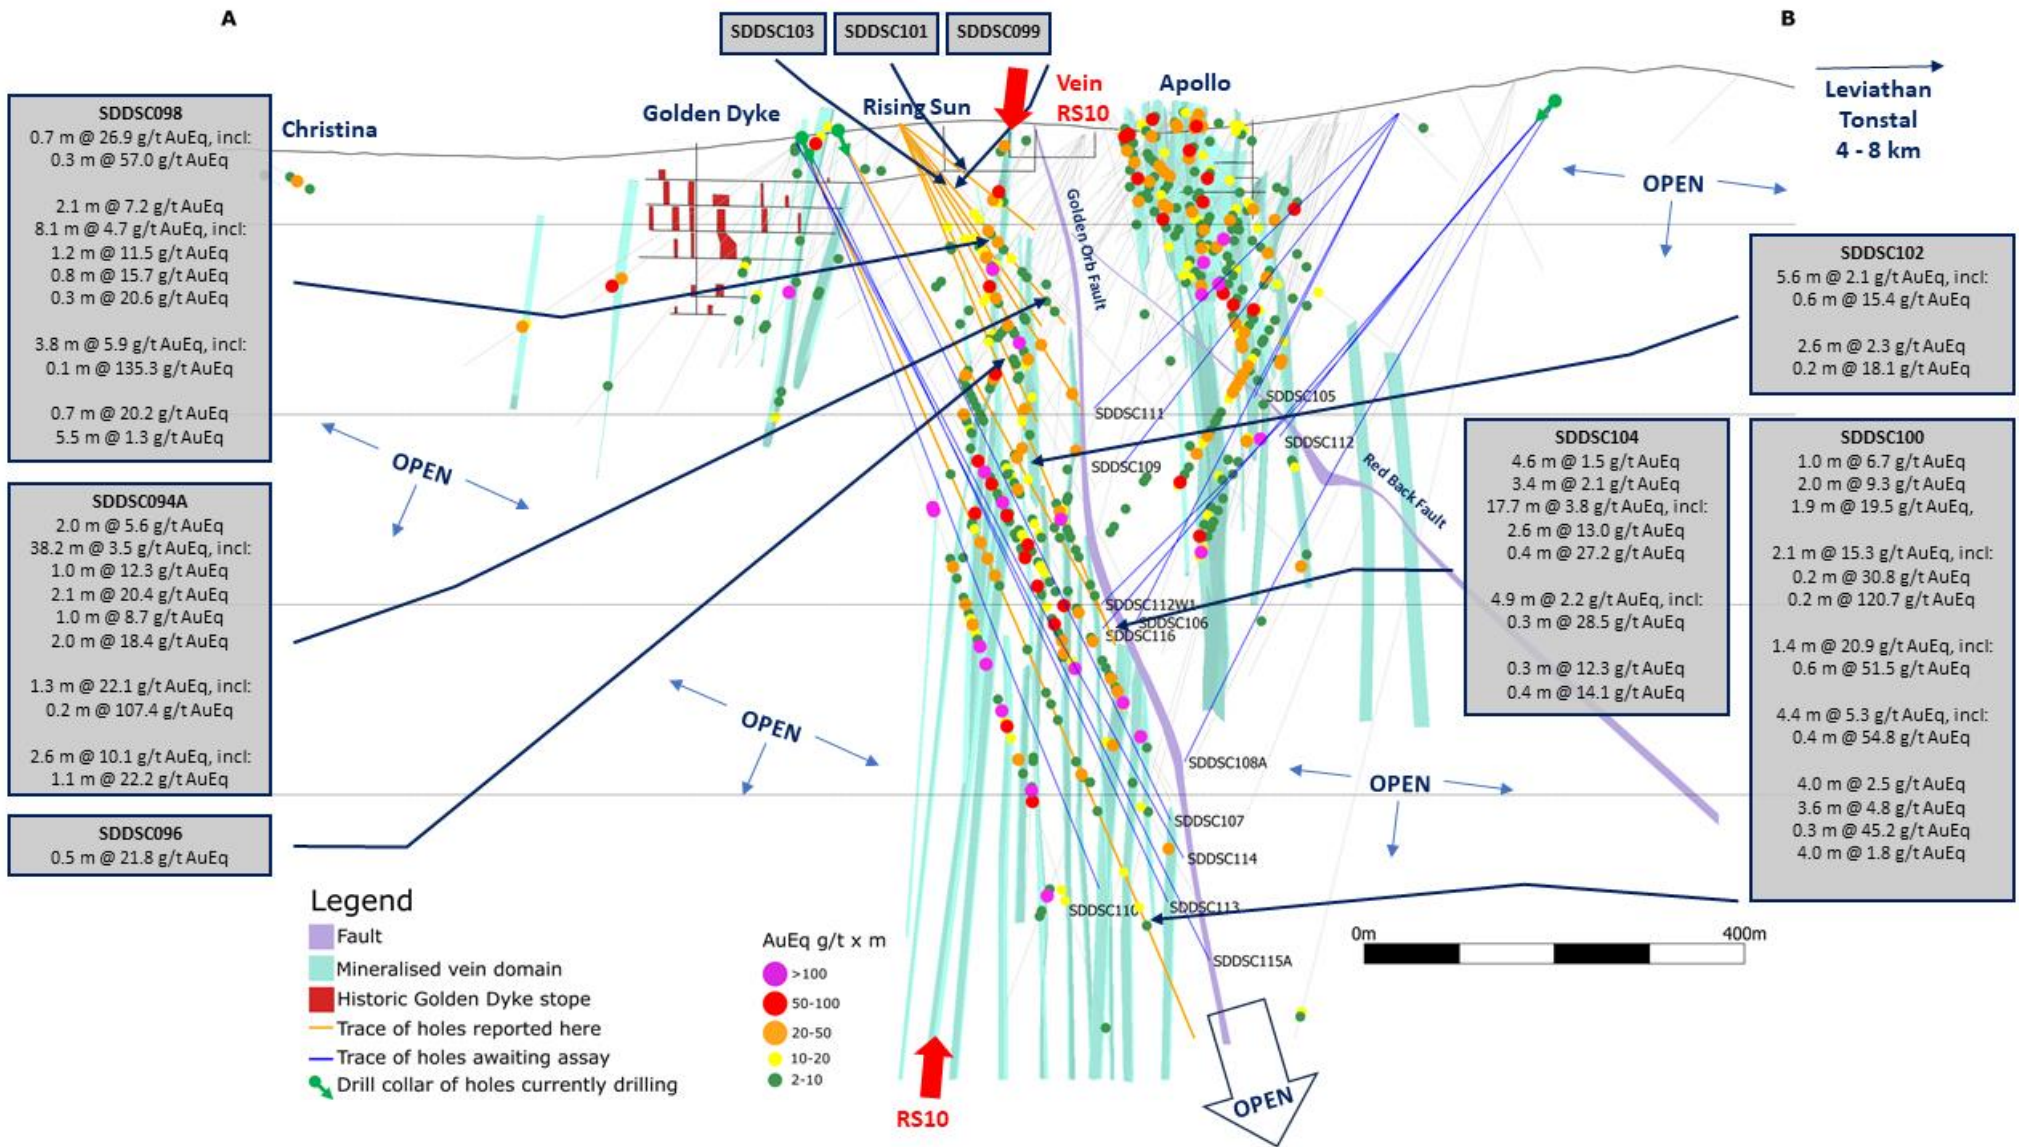 A
B
SDDSC103
SDDSC101
SDDSC099
Vein
RS10
Apollo
Golden Dyke
Rising Sun
Christina
Leviathan
Tonstal
4 - 8 km
OPEN
SDDSC098
0.7 m @ 26.9 g/t AuEq, incl:
0.3 m @ 57.0 g/t AuEq
2.1 m @ 7.2 g/t AuEq
8.1 m @ 4.7 g/t AuEq, incl:
1.2 m @ 11.5 g/t AuEq
0.8 m @ 15.7 g/t AuEq
0.3 m @ 20.6 g/t AuEq
3.8 m @ 5.9 g/t AuEq, incl:
0.1 m @ 135.3 g/t AuEq
0.7 m @ 20.2 g/t AuEq
5.5 m @ 1.3 g/t AuEq
SDDSC094A
2.0 m @ 5.6 g/t AuEq
38.2 m @ 3.5 g/t AuEq, incl:
1.0 m @ 12.3 g/t AuEq
2.1 m @ 20.4 g/t AuEq
1.0 m @ 8.7 g/t AuEq
2.0 m @ 18.4 g/t AuEq
1.3 m @ 22.1 g/t AuEq, incl:
0.2 m @ 107.4 g/t AuEq
2.6 m @ 10.1 g/t AuEq, incl:
1.1 m @ 22.2 g/t AuEq
SDDSC096
0.5 m @ 21.8 g/t AuEq
OPEN
OPEN
Golden Orb Fault
Red Back Fault
SDDSC105
SDDSC111
SDDSC112
SDDSC109
SDDSC112W1
SDDSC106
SDDSC116
SDDSC108A
SDDSC107
SDDSC114
SDDSC110
SDDSC113
SDDSC115A
SDDSC102
5.6 m @ 2.1 g/t AuEq, incl:
0.6 m @ 15.4 g/t AuEq
2.6 m @ 2.3 g/t AuEq
0.2 m @ 18.1 g/t AuEq
SDDSC104
4.6 m @ 1.5 g/t AuEq
3.4 m @ 2.1 g/t AuEq
17.7 m @ 3.8 g/t AuEq, incl:
2.6 m @ 13.0 g/t AuEq
0.4 m @ 27.2 g/t AuEq
4.9 m @ 2.2 g/t AuEq, incl:
0.3 m @ 28.5 g/t AuEq
0.3 m @ 12.3 g/t AuEq
0.4 m @ 14.1 g/t AuEq
SDDSC100
1.0 m @ 6.7 g/t AuEq
2.0 m @ 9.3 g/t AuEq
1.9 m @ 19.5 g/t AuEq,
2.1 m @ 15.3 g/t AuEq, incl:
0.2 m @ 30.8 g/t AuEq
0.2 m @ 120.7 g/t AuEq
1.4 m @ 20.9 g/t AuEq, incl:
0.6 m @ 51.5 g/t AuEq
4.4 m @ 5.3 g/t AuEq, incl:
0.4 m @ 54.8 g/t AuEq
4.0 m @ 2.5 g/t AuEq
3.6 m @ 4.8 g/t AuEq
0.3 m @ 45.2 g/t AuEq
4.0 m @ 1.8 g/t AuEq
OPEN
Legend
Fault
Mineralised vein domain
Historic Golden Dyke stope
Trace of holes reported here
Trace of holes awaiting assay
Drill collar of holes currently drilling
AuEq g/t x m
>100
50-100
20-50
10-20
2-10
RS10
0m
400m
OPEN